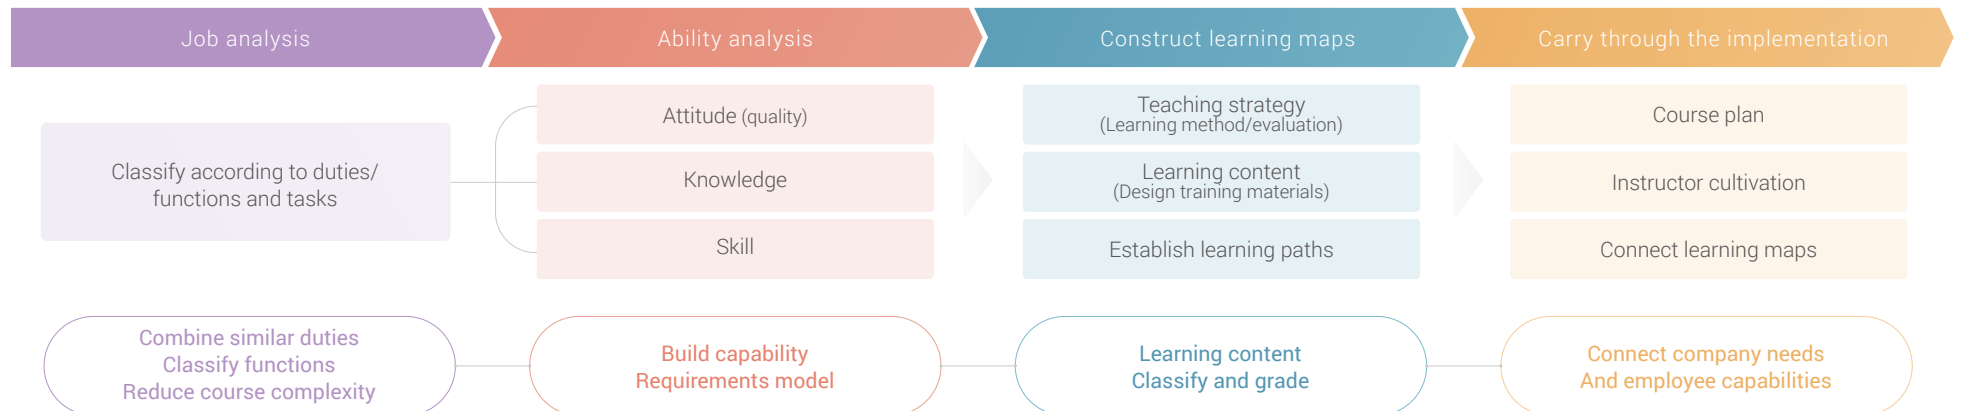 Job analysis
Ability analysis
Construct learning maps
Carry through the implementation
Classify according to duties/
functions and tasks
Attitude (quality)
Knowledge
Skill
Teaching strategy
(Learning method/evaluation)
Learning content
(Design training materials)
Establish learning paths
Course plan
Instructor cultivation
Connect learning maps
Combine similar duties
Classify functions
Reduce course complexity
Build capability
Requirements model
Learning content
Classify and grade
Connect company needs
And employee capabilities